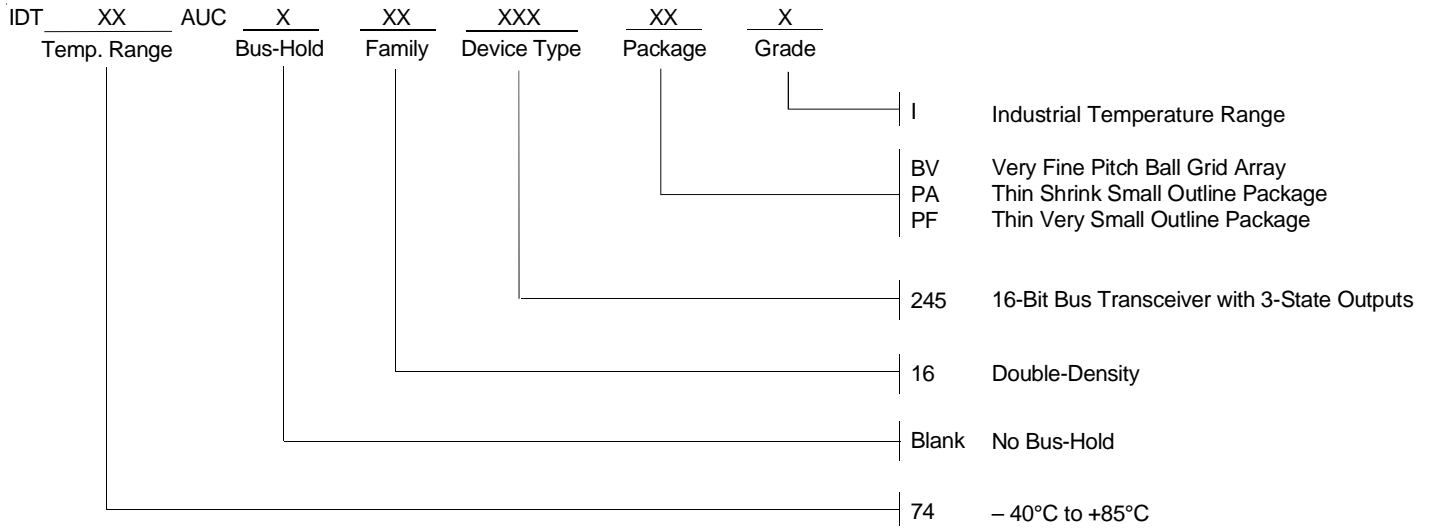 IDT XX AUC X XX XXX XX X
Temp. Range Bus-Hold Family Device Type Package Grade
I Industrial Temperature Range
BV Very Fine Pitch Ball Grid Array
PA Thin Shrink Small Outline Package
PF Thin Very Small Outline Package
245 16-Bit Bus Transceiver with 3-State Outputs
16 Double-Density
Blank No Bus-Hold
74 – 40°C to +85°C